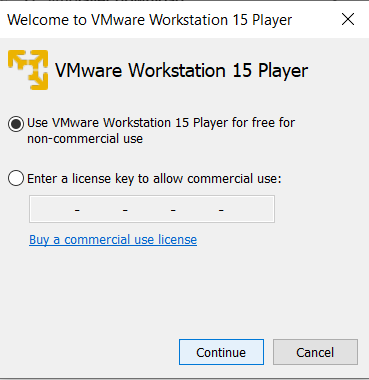 Welcome to VMware Workstation 15 Player
VMware Workstation 15 Player
Use VMware Workstation 15 Player for free for
non-commercial use
Enter a license key to allow commercial use:
- - - -
Buy a commercial use license
Continue Cancel